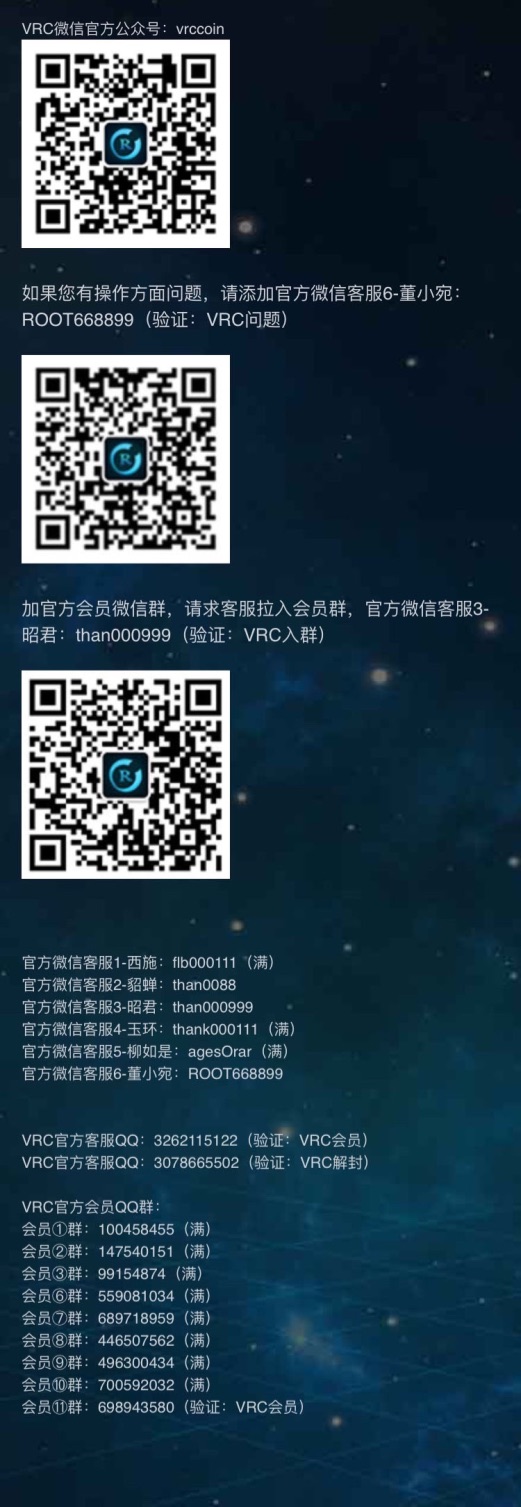 VRC微信官方公众号：vrccoin
R
如果您有操作方面问题，请添加官方微信客服6-董小宛：
ROOT668899（验证：VRC问题）
R
加官方会员微信群，请求客服拉入会员群，官方微信客服3-
昭君：than000999（验证：VRC入群）
R
官方微信客服1-西施：flb000111（满）
官方微信客服2-貂蝉：than0088
官方微信客服3-昭君：than000999
官方微信客服4-玉环：thank000111（满）
官方微信客服5-柳如是：agesOrar（满）
官方微信客服6-董小宛：ROOT668899
VRC官方客服QQ：3262115122（验证：VRC会员）
VRC官方客服QQ：3078665502（验证：VRC解封）
VRC官方会员QQ群：
会员①群：100458455（满）
会员②群：147540151（满）
会员③群：99154874（满）
会员⑥群：559081034（满）
会员⑦群：689718959（满）
会员⑧群：446507562（满）
会员⑨群：496300434（满）
会员⑩群：700592032（满）
会员⑪群：698943580（验证：VRC会员）